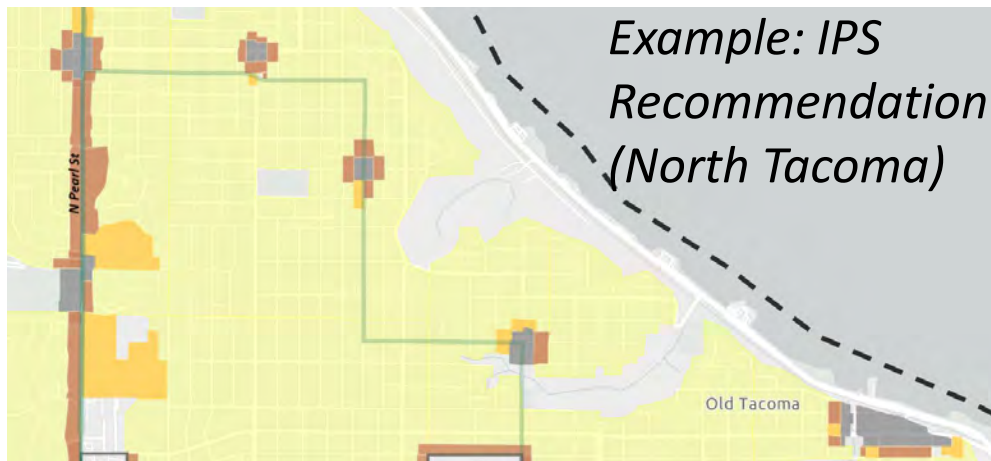 Example: IPS
Recommendation
(North Tacoma)
N Pearl St
Old Tacoma